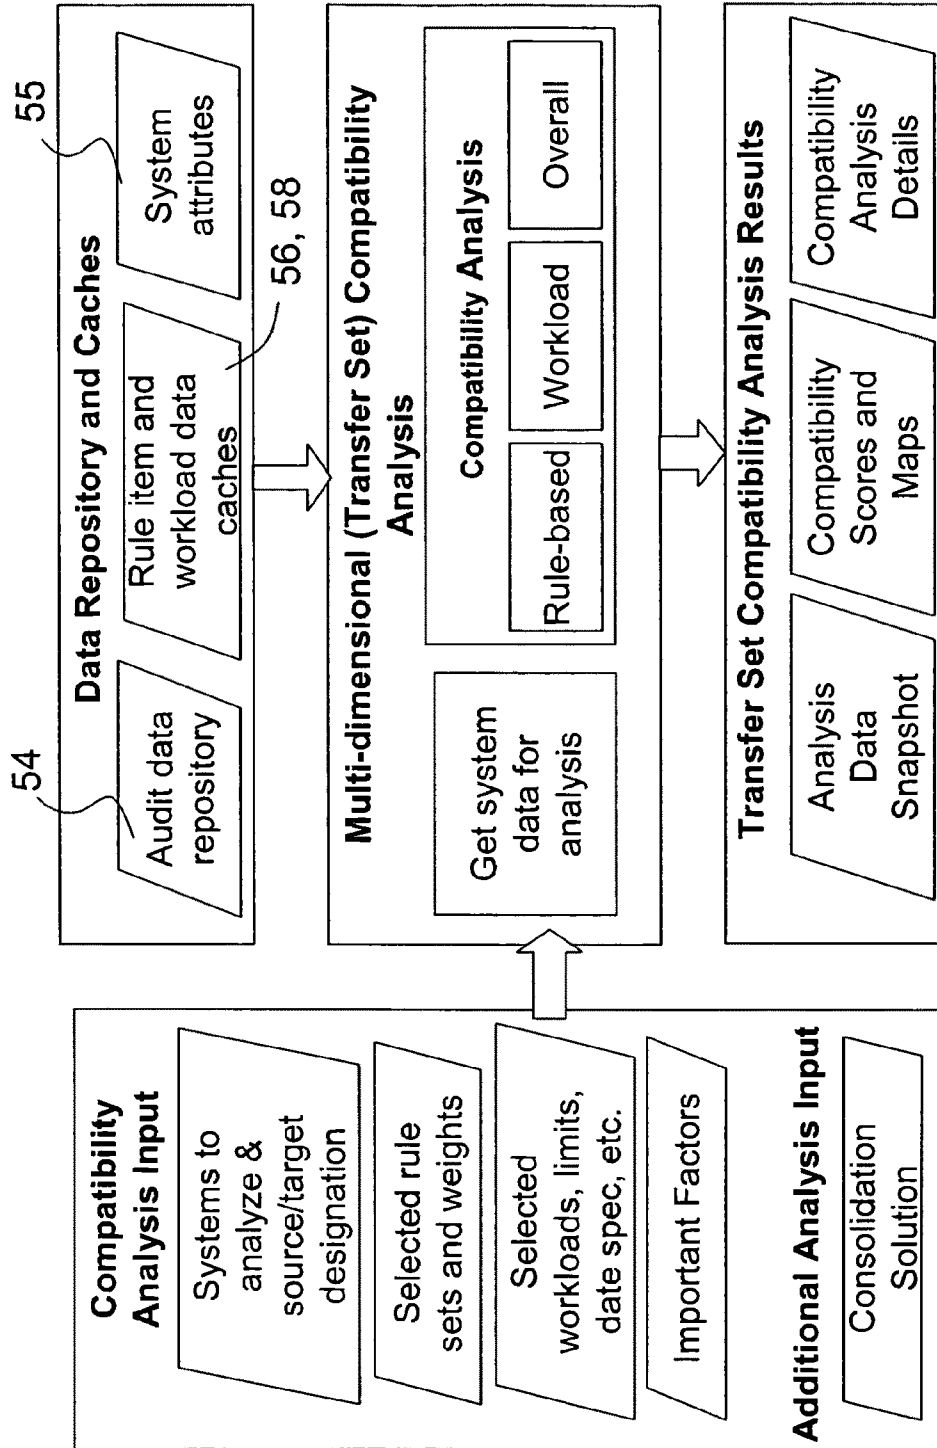 Compatibility
Analysis Input
Systems to
analyze &
source/target
designation
Selected rule
sets and weights
Selected
workloads, limits,
date spec, etc.
Important Factors
Additional Analysis Input
Consolidation
Solution
Data Repository and Caches
54
Audit data
repository
Rule item and
workload data
caches
56, 58
System
attributes
55
Multi-dimensional (Transfer Set) Compatibility
Analysis
Get system
data for
analysis
Compatibility Analysis
Rule-based
Workload
Overall
Transfer Set Compatibility Analysis Results
Analysis
Data
Snapshot
Compatibility
Scores and
Maps
Compatibility
Analysis
Details